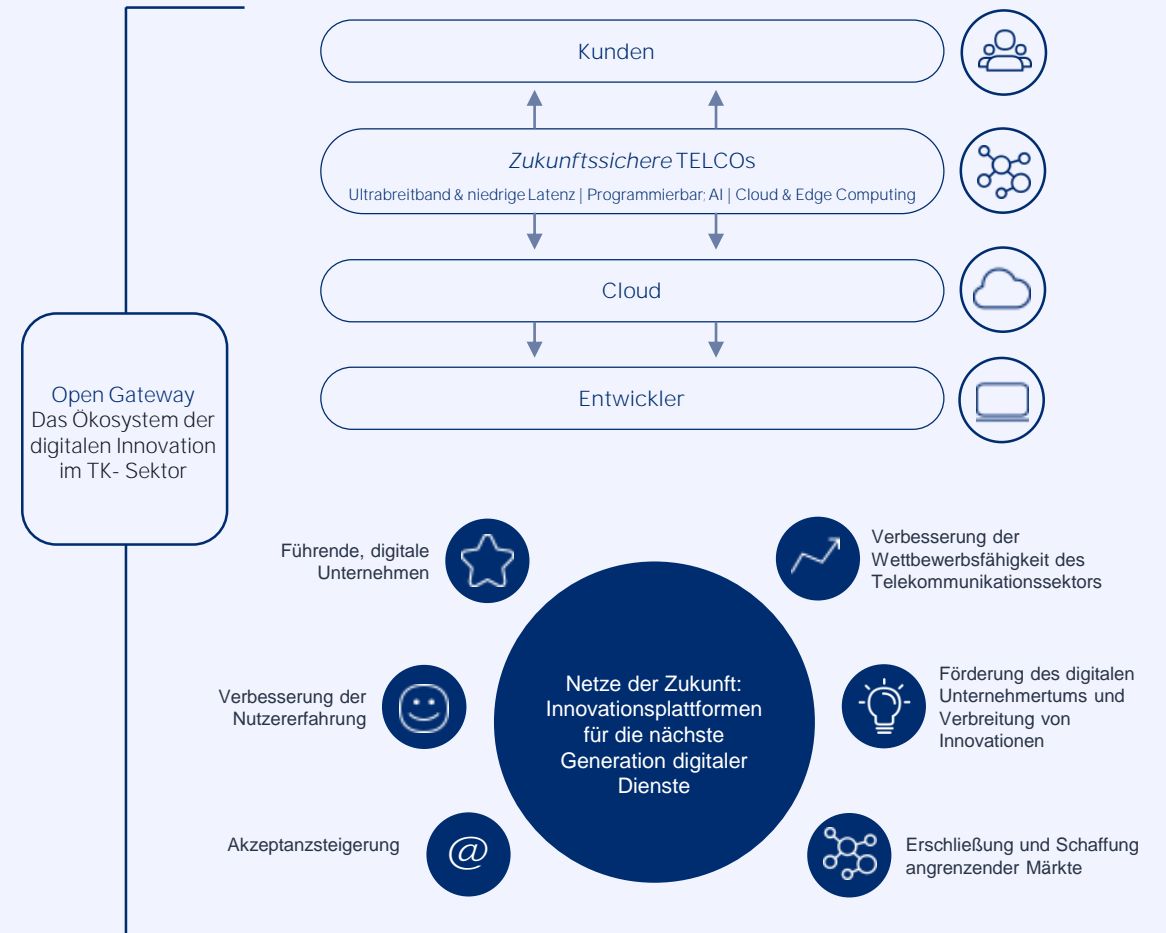 Kunden
Zukunftssichere TELCOs
Ultrabreitband & niedrige Latenz | Programmierbar; AI | Cloud & Edge Computing
Cloud
Entwickler
Open Gateway
Das Ökosystem der
digitalen Innovation
im TK- Sektor
Führende, digitale
Unternehmen
Verbesserung der
Nutzererfahrung
@
Akzeptanzsteigerung
Netze der Zukunft:
Innovationsplattformen
für die nächste
Generation digitaler
Dienste
Verbesserung der
Wettbewerbsfähigkeit des
Telekommunikationssektors
Förderung des digitalen
Unternehmertums und
Verbreitung von
Innovationen
Erschließung und Schaffung
angrenzender Märkte